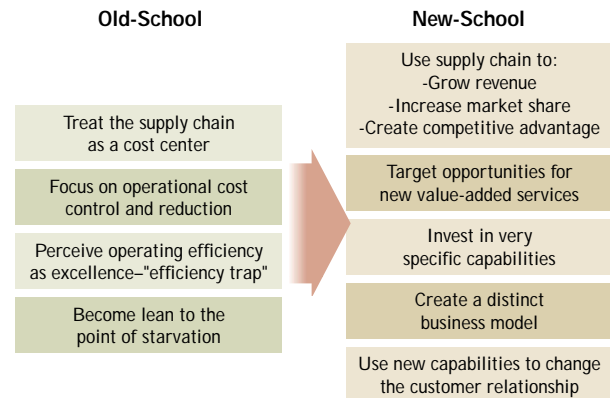 Old-School
Treat the supply chain
as a cost center
Focus on operational cost
control and reduction
Perceive operating efficiency
as excellence–"efficiency trap"
Become lean to the
point of starvation
New-School
Use supply chain to:
-Grow revenue
-Increase market share
-Create competitive advantage
Target opportunities for
new value-added services
Invest in very
specific capabilities
Create a distinct
business model
Use new capabilities to change
the customer relationship